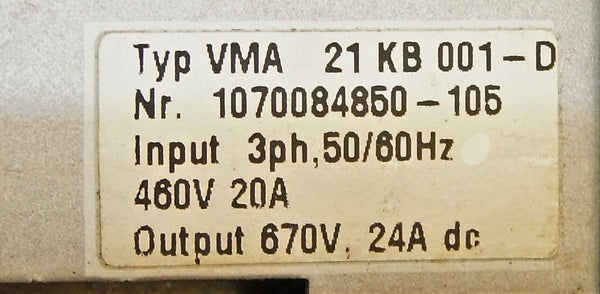 Typ VMA 21 KB 001-D
Nr. 1070084850-105
Input 3ph,50/60Hz
460V 20A
Output 670V, 24A dc